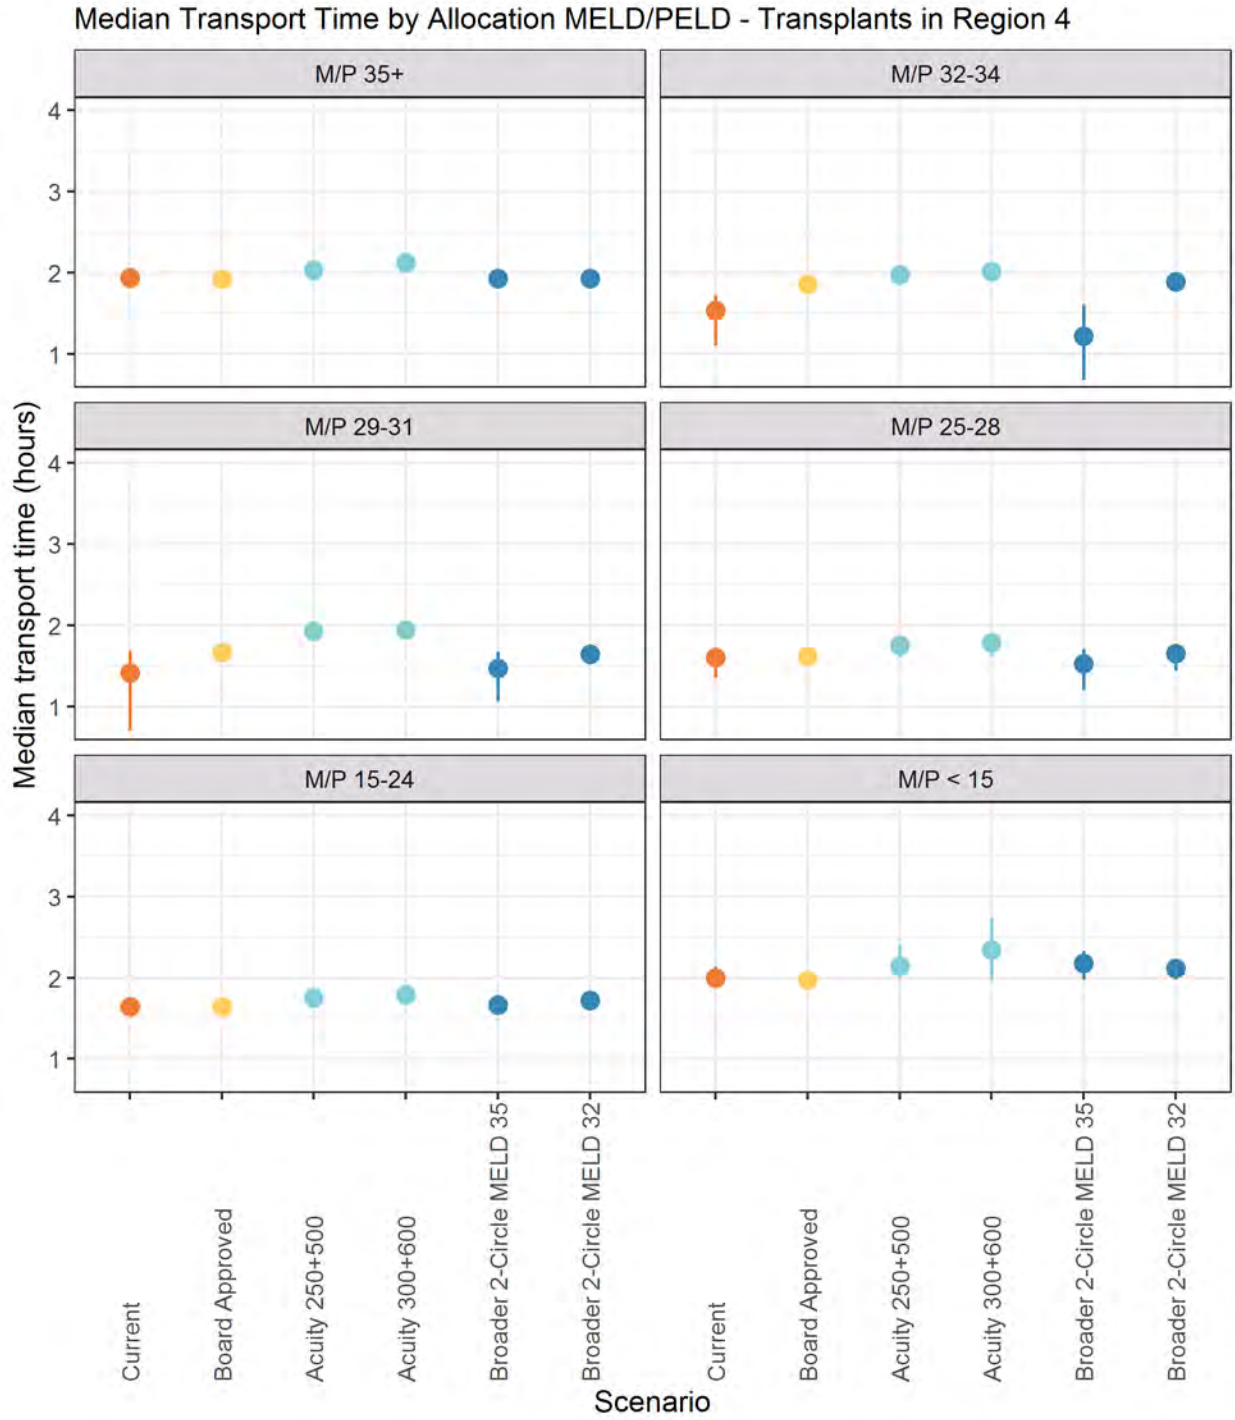 Median Transport Time by Allocation MELD/PELD - Transplants in Region 4
M/P 35+
M/P 32-34
4
3
2
1
M/P 29-31
M/P 25-28
4
3
2
1
M/P 15-24
M/P < 15
4
3
2
1
Median transport time (hours)
Current
Board Approved
Acuity 250+500
Acuity 300+600
Broader 2-Circle MELD 35
Broader 2-Circle MELD 32
Current
Board Approved
Acuity 250+500
Acuity 300+600
Broader 2-Circle MELD 35
Broader 2-Circle MELD 32
Scenario